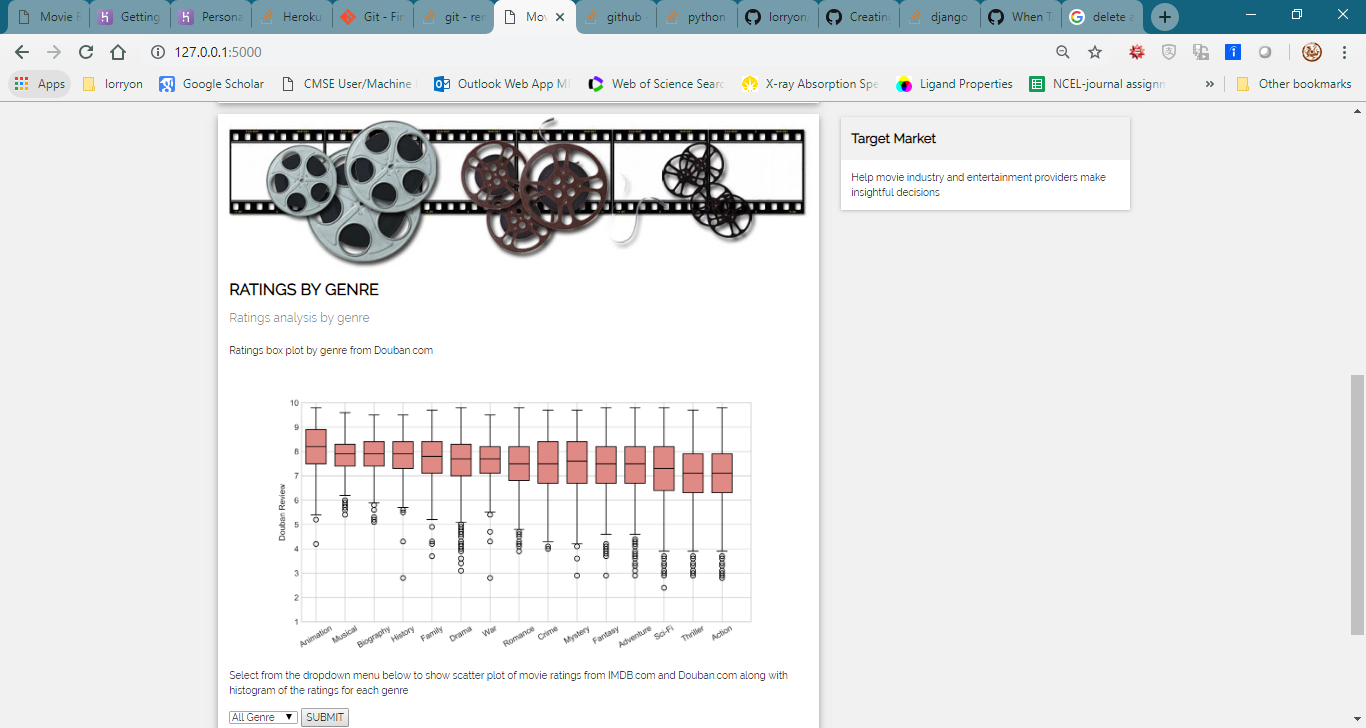 Movie R
Getting
Persona
Heroku
Git - Fir
git - rer
Mov
github
python
lorryon
Creatin
django
When T
delete a
127.0.0.1:5000
Apps
lorryon
Google Scholar
CMSE User/Machine
Outlook Web App M
Web of Science Searc
X-ray Absorption Spe
Ligand Properties
NCEL-journal assignm
»
Other bookmarks
Target Market
Help movie industry and entertainment providers make
insightful decisions
RATINGS BY GENRE
Ratings analysis by genre
Ratings box plot by genre from Douban.com
10
9
8
7
6
5
4
3
2
1
Douban Review
Animation
Musical
Biography
History
Family
Drama
War
Romance
Crime
Mystery
Fantasy
Adventure
Sci-Fi
Thriller
Action
Select from the dropdown menu below to show scatter plot of movie ratings from IMDB.com and Douban.com along with
histogram of the ratings for each genre
All Genre SUBMIT